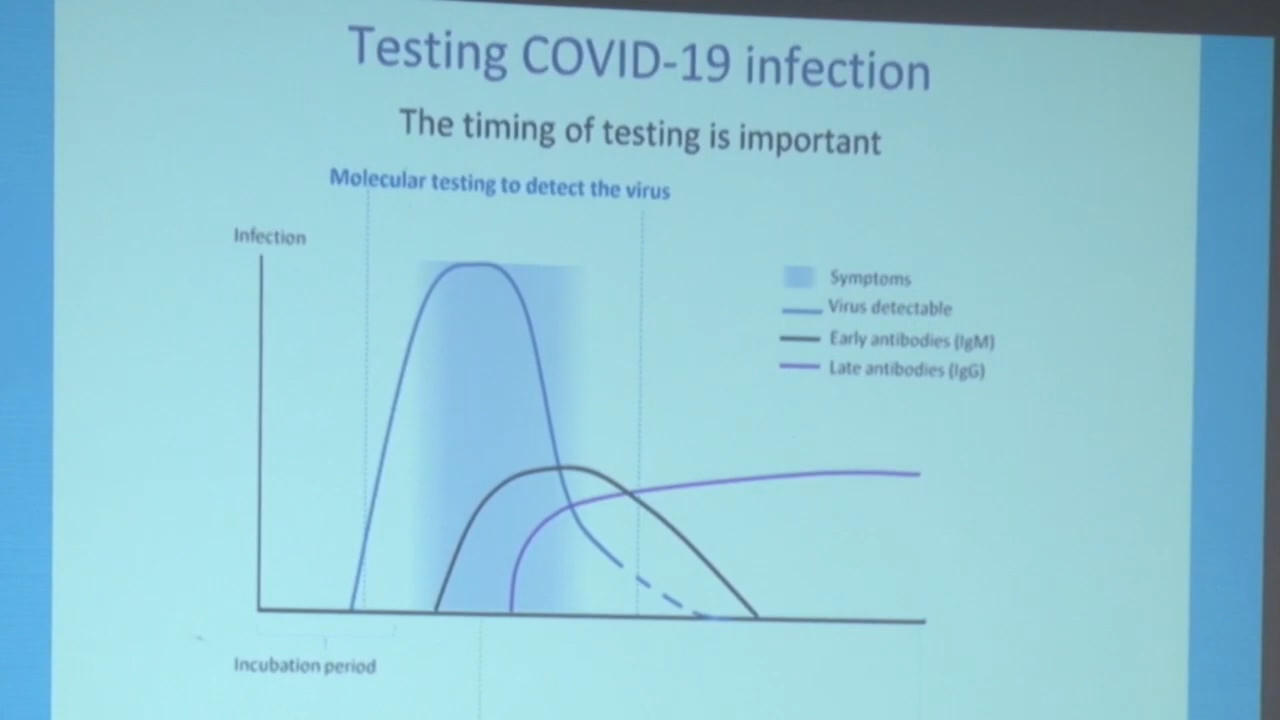 Testing COVID-19 infection
The timing of testing is important
Molecular testing to detect the virus
Infection
Symptoms
Virus detectable
Early antibodies (IgM)
Late antibodies (IgG)
Incubation period